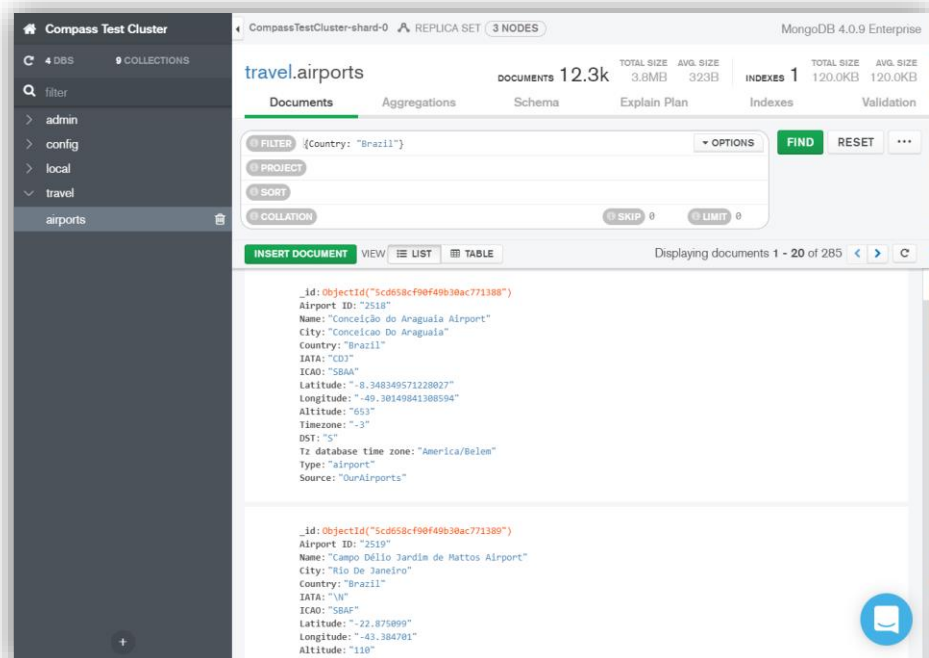 Compass Test Cluster
4 DBS 9 COLLECTIONS
filter
admin
config
local
travel
airports
CompassTestCluster-shard-0 REPLICA SET 3 NODES MongoDB 4.0.9 Enterprise
travel.airports
DOCUMENTS 12.3k TOTAL SIZE 3.8MB AVG. SIZE 323B INDEXES 1 TOTAL SIZE 120.0KB AVG. SIZE 120.0KB
Documents Aggregations Schema Explain Plan Indexes Validation
FILTER {Country: "Brazil"} OPTIONS FIND RESET ...
PROJECT
SORT
COLLATION SKIP 0 LIMIT 0
INSERT DOCUMENT VIEW LIST TABLE Displaying documents 1 - 20 of 285
_id: ObjectId("5cd658cf90f49b30ac771388")
Airport ID: "2518"
Name: "Conceição do Araguaia Airport"
City: "Conceicao Do Araguaia"
Country: "Brazil"
IATA: "CDJ"
ICAO: "SBAA"
Latitude: "-8.348349571228027"
Longitude: "-49.30149841308594"
Altitude: "653"
Timezone: "-3"
DST: "S"
Tz database time zone: "America/Belem"
Type: "airport"
Source: "OurAirports"
_id: ObjectId("5cd658cf90f49b30ac771389")
Airport ID: "2519"
Name: "Campo Délio Jardim de Mattos Airport"
City: "Rio De Janeiro"
Country: "Brazil"
IATA: "\N"
ICAO: "SBAF"
Latitude: "-22.875099"
Longitude: "-43.384701"
Altitude: "110"